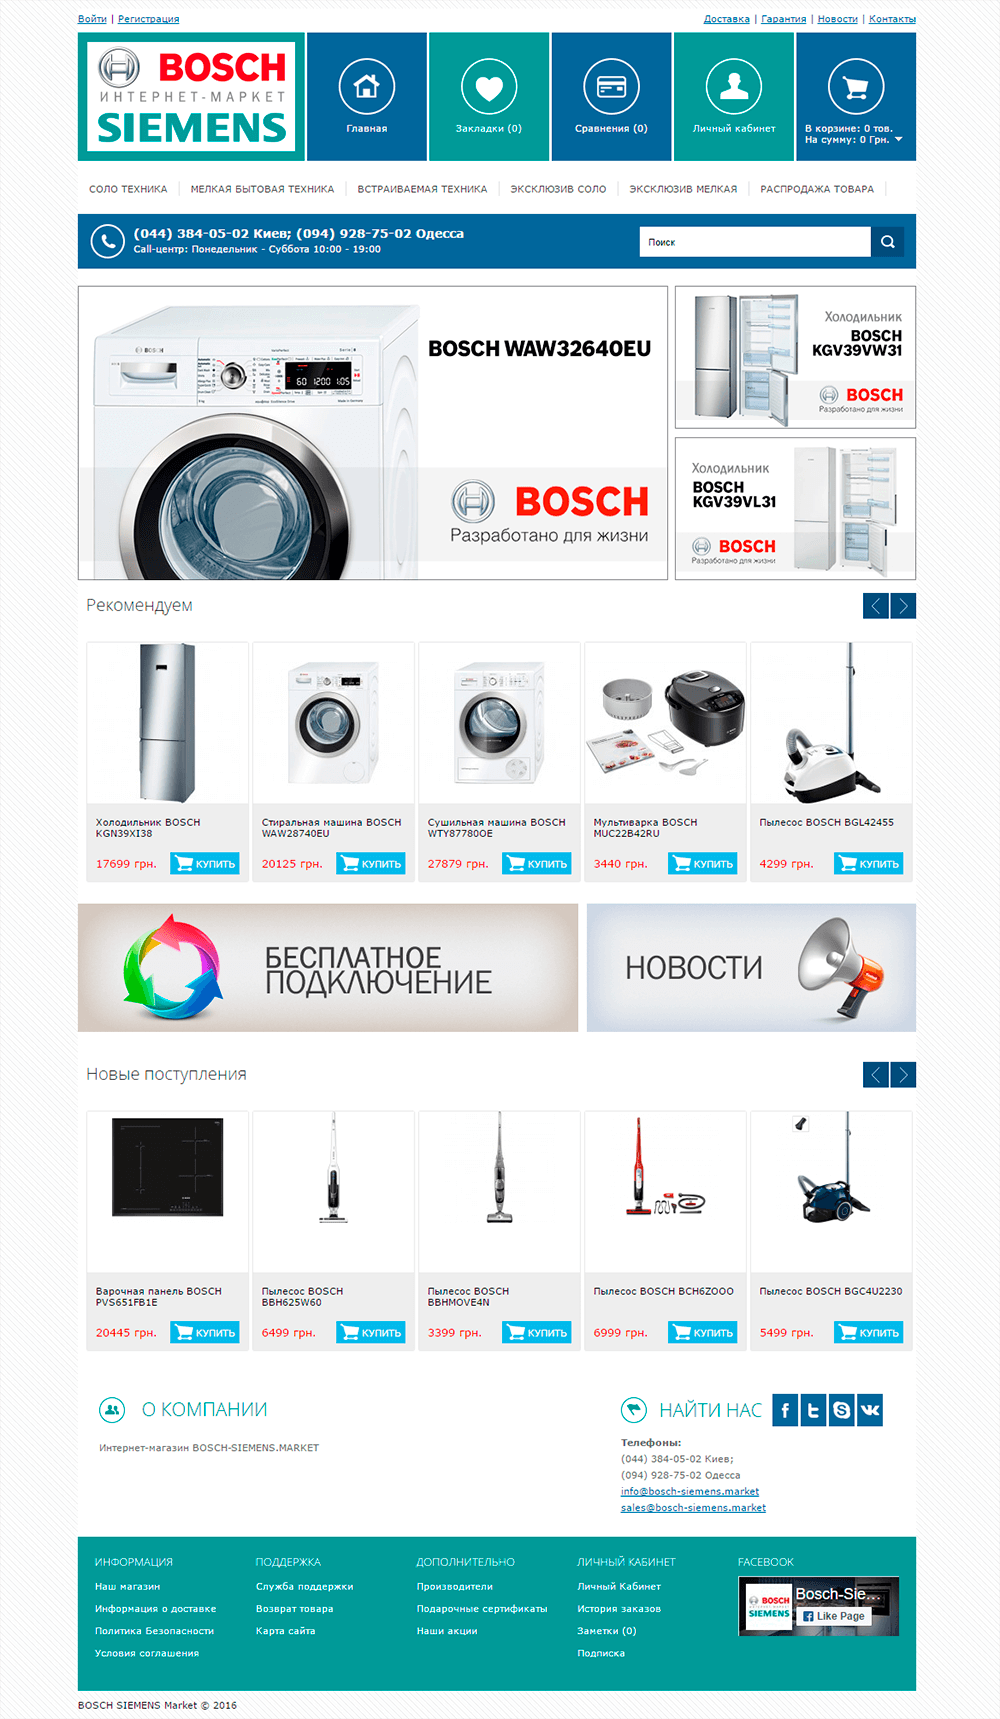 Войти | Регистрация
Доставка | Гарантия | Новости | Контакты
BOSCH
ИНТЕРНЕТ-МАРКЕТ
SIEMENS
Главная
Закладки (0)
Сравнения (0)
Личный кабинет
В корзине: 0 тов.
На сумму: 0 Грн.
СОЛО ТЕХНИКА
МЕЛКАЯ БЫТОВАЯ ТЕХНИКА
ВСТРАИВАЕМАЯ ТЕХНИКА
ЭКСКЛЮЗИВ СОЛО
ЭКСКЛЮЗИВ МЕЛКАЯ
РАСПРОДАЖА ТОВАРА
(044) 384-05-02 Киев; (094) 928-75-02 Одесса
Call-центр: Понедельник - Суббота 10:00 - 19:00
Поиск
BOSCH
60 1200 1:05
BOSCH WAW32640EU
BOSCH
Разработано для жизни
Холодильник
BOSCH
KGV39VW31
BOSCH
Разработано для жизни
Холодильник
BOSCH
KGV39VL31
BOSCH
Разработано для жизни
Рекомендуем
Холодильник BOSCH
KGN39XI38
17699 грн.
КУПИТЬ
Стиральная машина BOSCH
WAW28740EU
20125 грн.
КУПИТЬ
Сушильная машина BOSCH
WTY87780OE
27879 грн.
КУПИТЬ
Мультиварка BOSCH
MUC22B42RU
3440 грн.
КУПИТЬ
Пылесос BOSCH BGL42455
4299 грн.
КУПИТЬ
БЕСПЛАТНОЕ
ПОДКЛЮЧЕНИЕ
НОВОСТИ
Новые поступления
Варочная панель BOSCH
PVS651FB1E
20445 грн.
КУПИТЬ
Пылесос BOSCH
BBH625W60
6499 грн.
КУПИТЬ
Пылесос BOSCH
BBHMOVE4N
3399 грн.
КУПИТЬ
Пылесос BOSCH BCH6ZOOO
6999 грн.
КУПИТЬ
Пылесос BOSCH BGC4U2230
5499 грн.
КУПИТЬ
О КОМПАНИИ
Интернет-магазин BOSCH-SIEMENS.MARKET
НАЙТИ НАС
Телефоны:
(044) 384-05-02 Киев;
(094) 928-75-02 Одесса
info@bosch-siemens.market
sales@bosch-siemens.market
ИНФОРМАЦИЯ
Наш магазин
Информация о доставке
Политика Безопасности
Условия соглашения
ПОДДЕРЖКА
Служба поддержки
Возврат товара
Карта сайта
ДОПОЛНИТЕЛЬНО
Производители
Подарочные сертификаты
Наши акции
ЛИЧНЫЙ КАБИНЕТ
Личный Кабинет
История заказов
Заметки (0)
Подписка
FACEBOOK
BOSCH
SIEMENS
Bosch-Sie...
Like Page
BOSCH SIEMENS Market © 2016